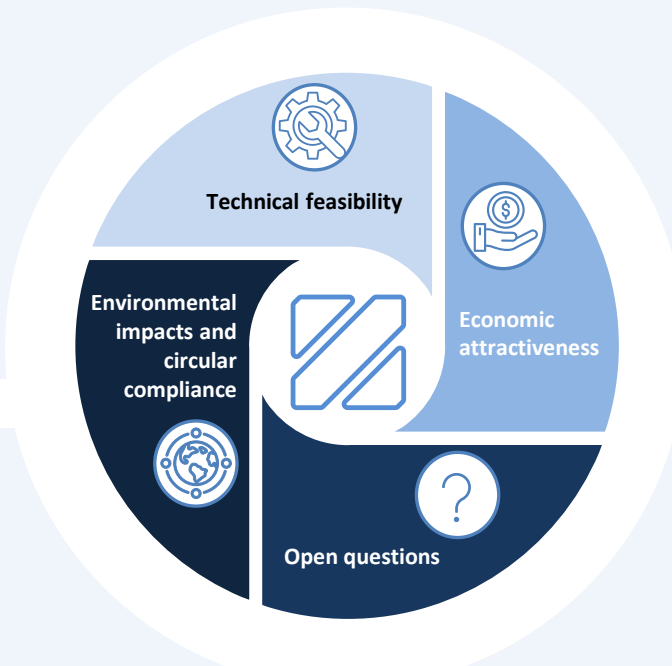 Technical feasibility
$
Economic
attractiveness
Environmental
impacts and
circular
compliance
?
Open questions